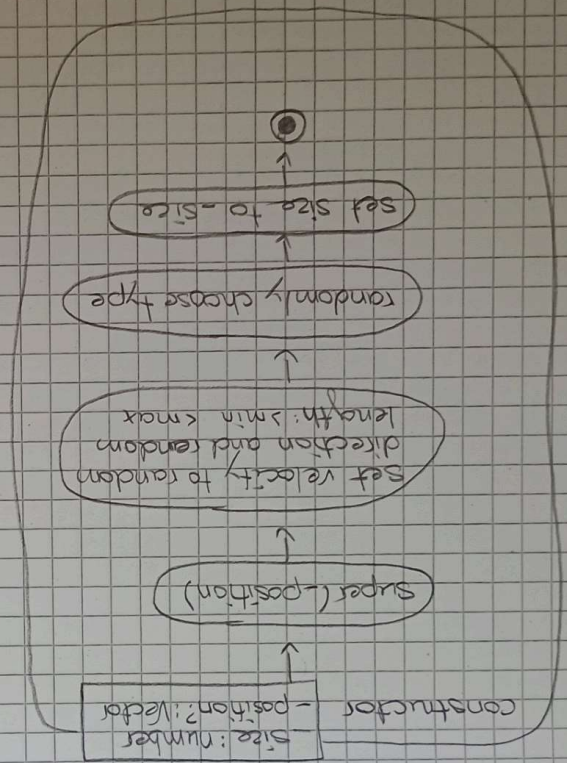 _size : number
constructor
_position? : Vector
super(_position)
set velocity to random
direction and random
length: >min <max
randomly choose type
set size to _size